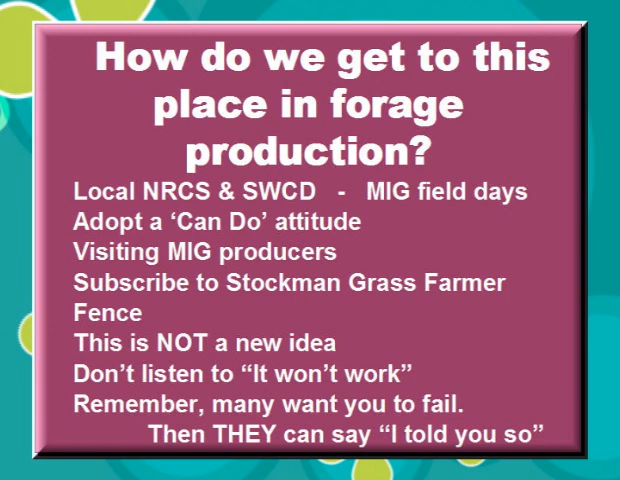 How do we get to this
place in forage
production?
Local NRCS & SWCD - MIG field days
Adopt a ‘Can Do’ attitude
Visiting MIG producers
Subscribe to Stockman Grass Farmer
Fence
This is NOT a new idea
Don’t listen to “It won’t work”
Remember, many want you to fail.
Then THEY can say “I told you so”